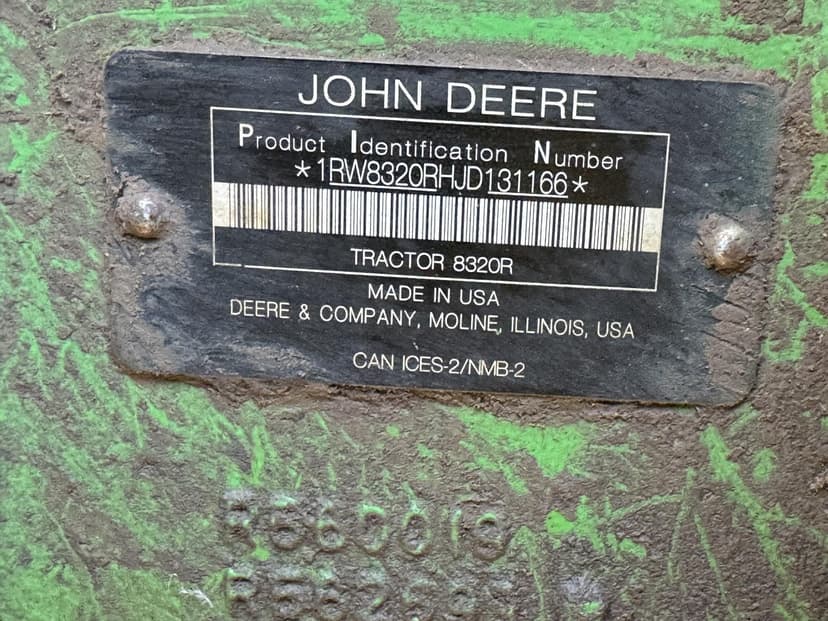 JOHN DEERE
Product Identification Number
*1RW8320RHJD131166*
TRACTOR 8320R
MADE IN USA
DEERE & COMPANY, MOLINE, ILLINOIS, USA
CAN ICES-2/NMB-2